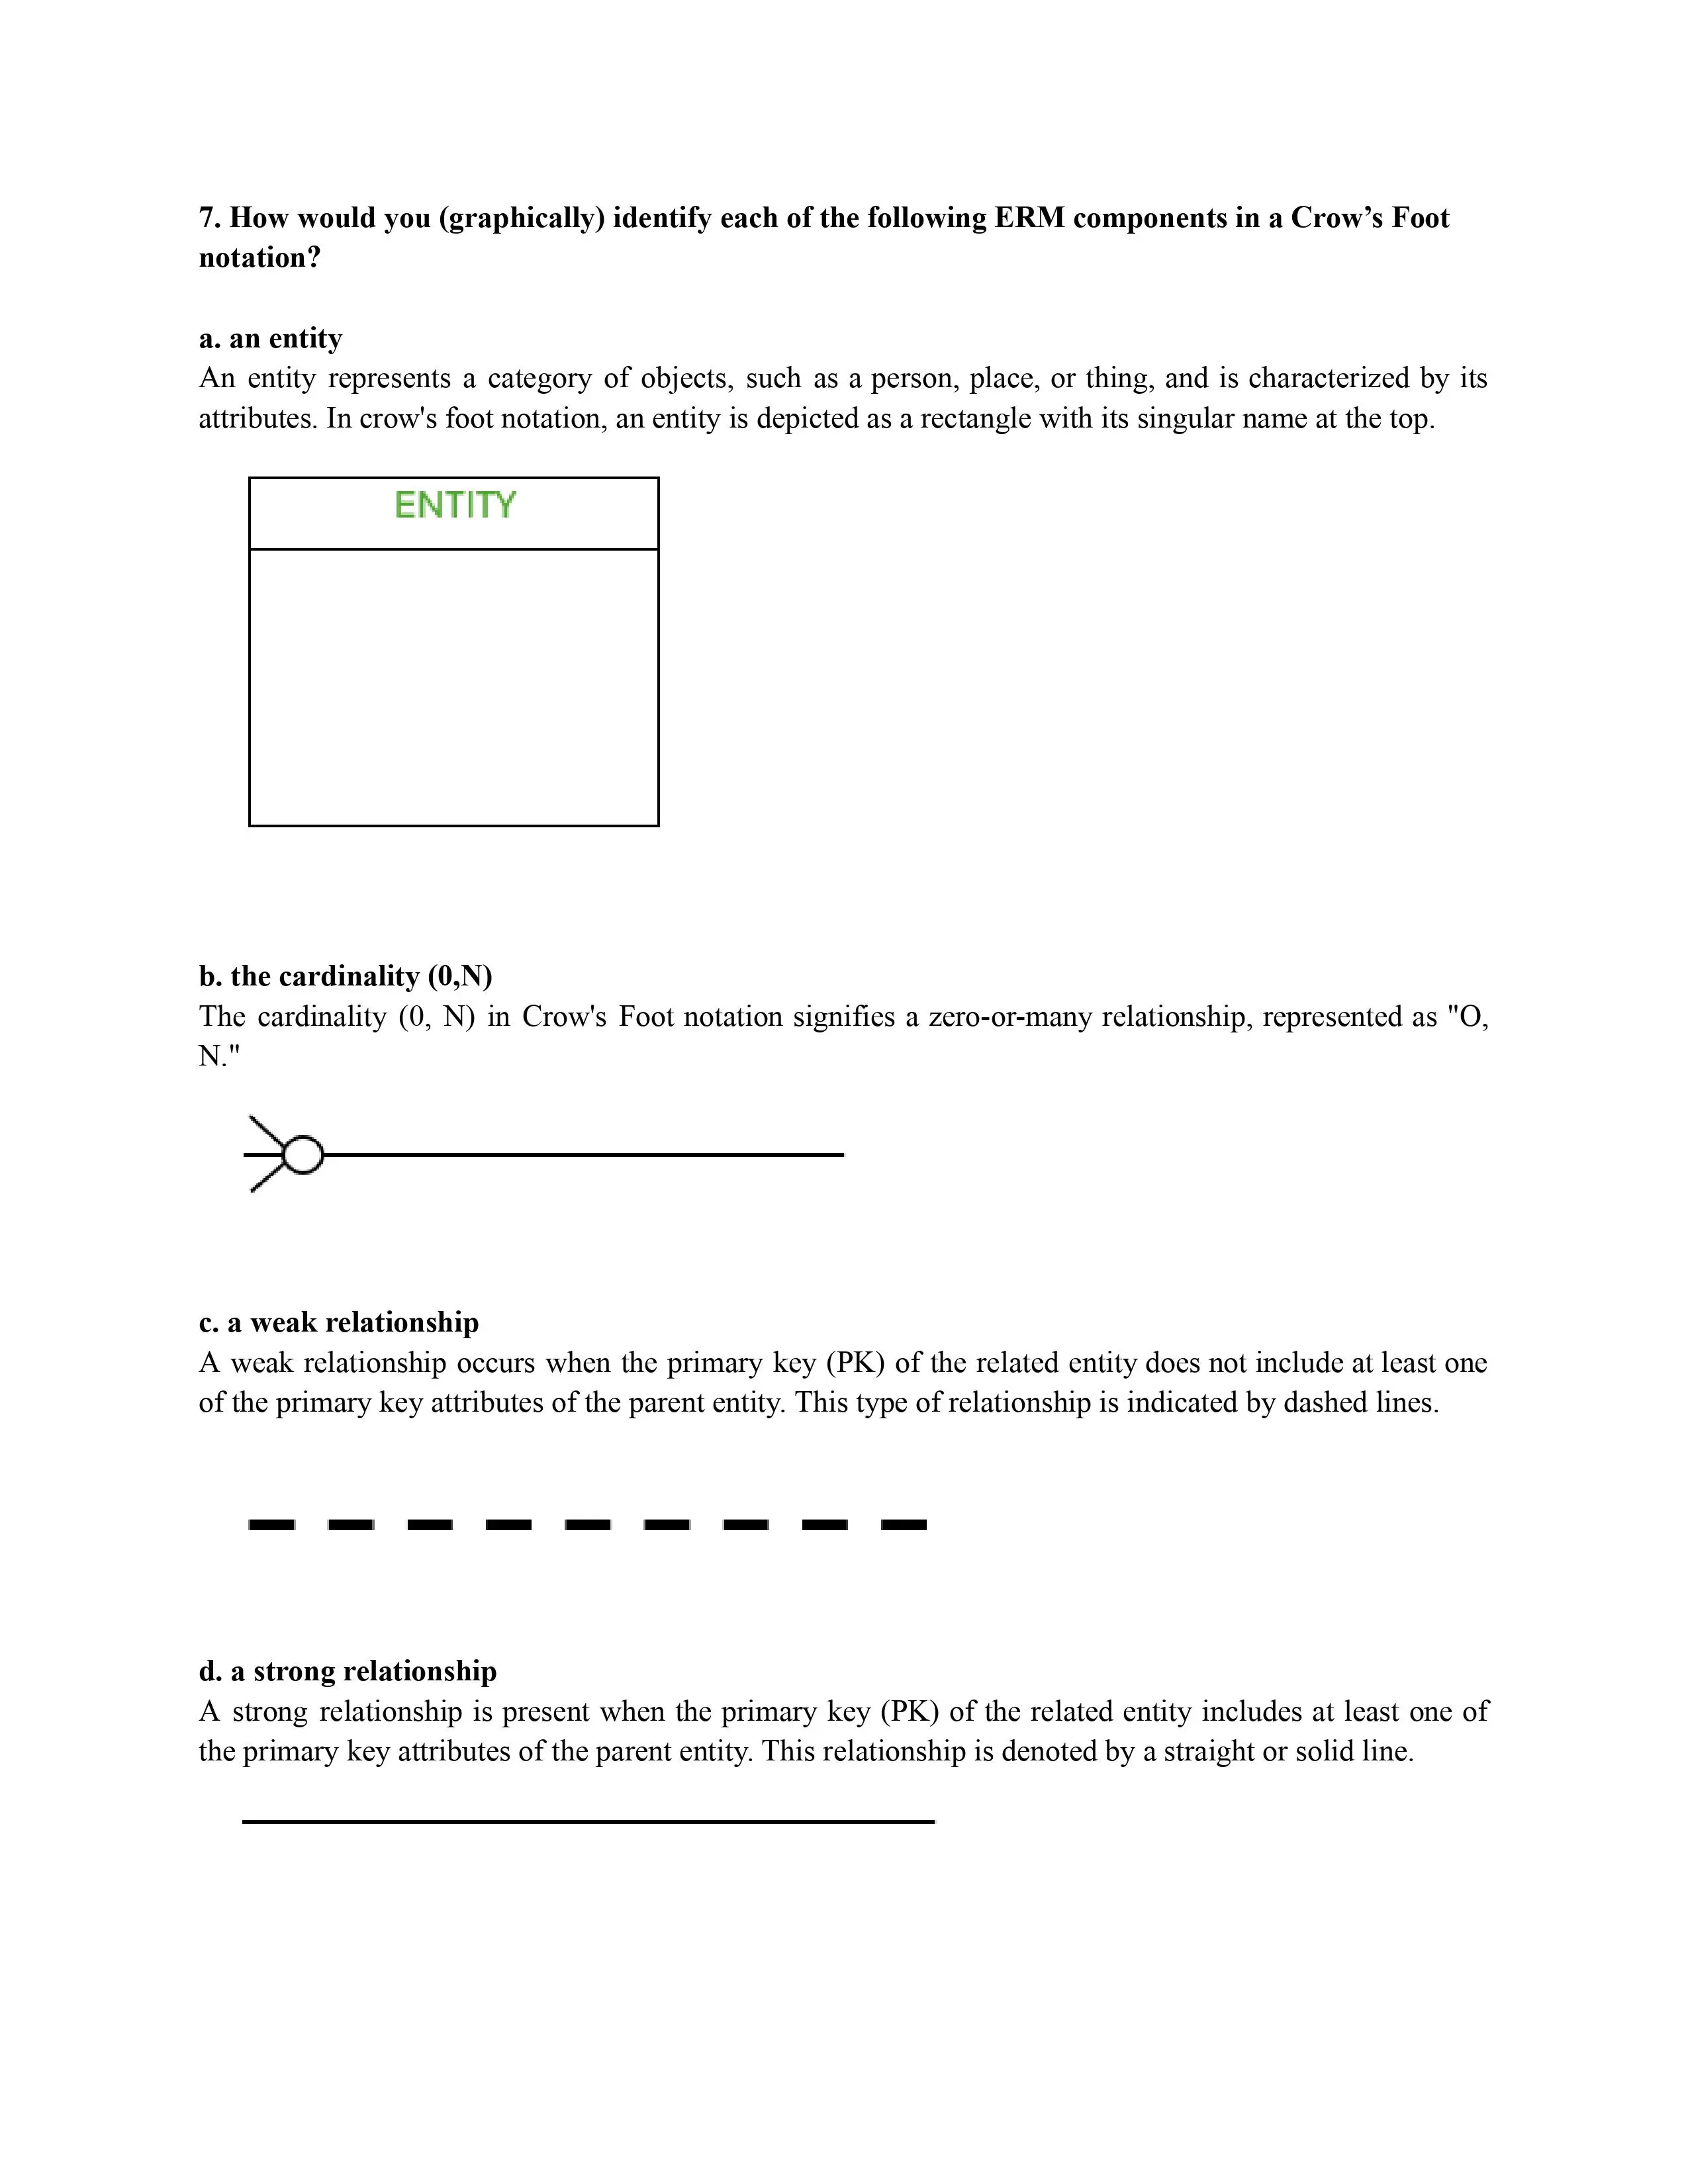 7. How would you (graphically) identify each of the following ERM components in a Crow’s Foot
notation?
a. an entity
An entity represents a category of objects, such as a person, place, or thing, and is characterized by its
attributes. In crow's foot notation, an entity is depicted as a rectangle with its singular name at the top.
ENTITY
b. the cardinality (0,N)
The cardinality (0, N) in Crow's Foot notation signifies a zero-or-many relationship, represented as "O,
N."
c. a weak relationship
A weak relationship occurs when the primary key (PK) of the related entity does not include at least one
of the primary key attributes of the parent entity. This type of relationship is indicated by dashed lines.
d. a strong relationship
A strong relationship is present when the primary key (PK) of the related entity includes at least one of
the primary key attributes of the parent entity. This relationship is denoted by a straight or solid line.